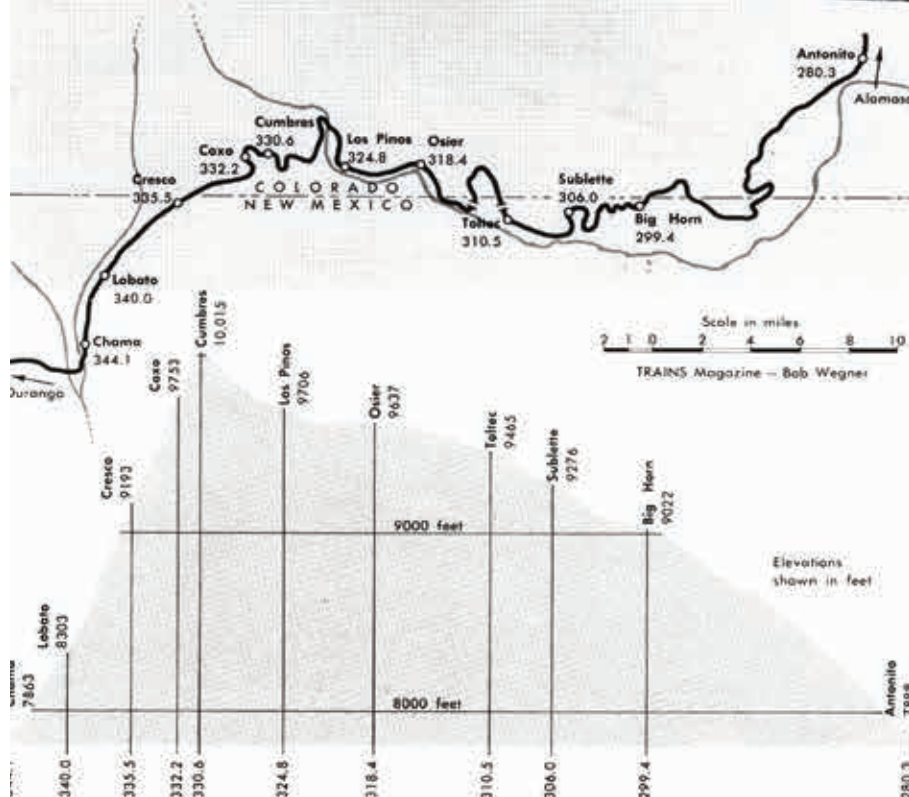 Antonito
280.3
Alamosa
Cumbres
330.6
Coxo
332.2
Los Pinos
324.8
Osier
318.4
Cresco
335.5
COLORADO
NEW MEXICO
Sublette
306.0
Toltec
310.5
Big Horn
299.4
Lobato
340.0
Chama
344.1
Durango
Scale in miles
2 1 0 2 4 6 8 10
TRAINS Magazine – Bob Wegner
Cumbres
10,015
Coxo
9753
Los Pinos
9706
Osier
9637
Toltec
9465
Sublette
9276
Cresco
9193
Big Horn
9022
9000 feet
Elevations
shown in feet
Lobato
8303
7863
8000 feet
Antonito
340.0
335.5
332.2
330.6
324.8
318.4
310.5
306.0
299.4
280.3